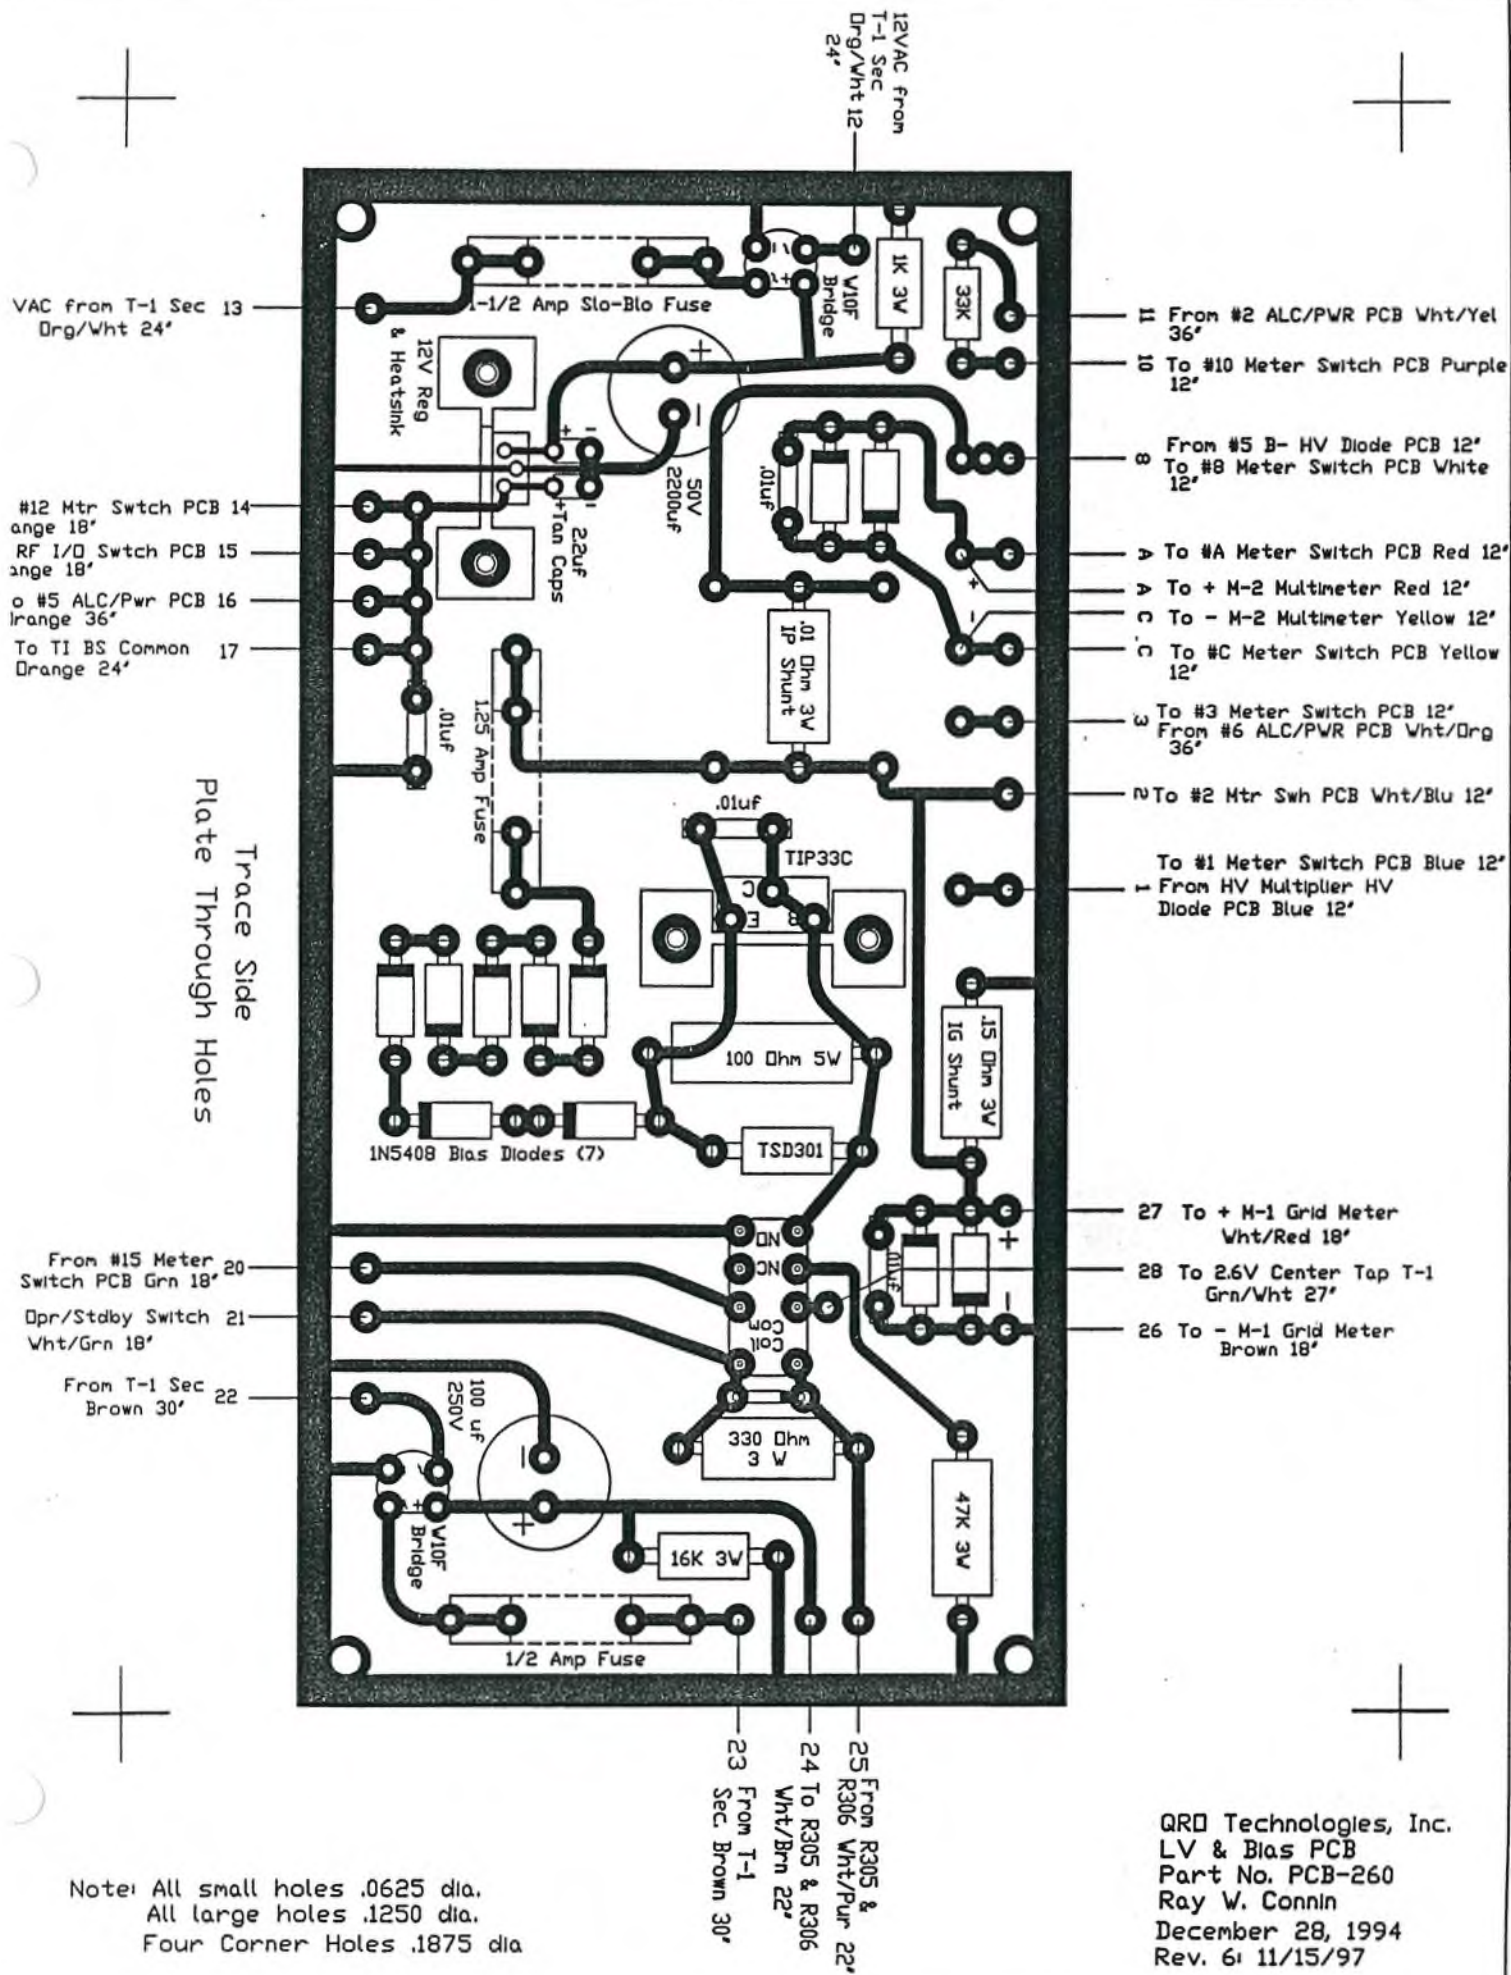 12VAC from
T-1 Sec
Org/Wht 12
24"
VAC from T-1 Sec 13
Org/Wht 24"
#12 Mtr Swtch PCB 14
ange 18"
RF I/O Swtch PCB 15
ange 18"
o #5 ALC/Pwr PCB 16
Irange 36"
To TI BS Common 17
Orange 24"
Trace Side
Plate Through Holes
From #15 Meter 20
Switch PCB Grn 18"
Opr/Stdby Switch 21
Wht/Grn 18"
From T-1 Sec 22
Brown 30"
1-1/2 Amp Slo-Blo Fuse
W10F
Bridge
1K 3W
33K
12V Reg
& Heatsink
+
-
50V
2200uf
+
-
+
-
2.2uf
Tan Caps
.01uf
.01 Ohm 3W
IP Shunt
.01uf
1.25 Amp Fuse
.01uf
TIP33C
C
E
B
100 Ohm 5W
.15 Ohm 3W
IG Shunt
1N5408 Bias Diodes (7)
TSD301
NO
NC
Com
Coil
.01uf
+
-
330 Ohm
3 W
100 uf
250V
-
+
W10F
Bridge
16K 3W
47K 3W
1/2 Amp Fuse
11 From #2 ALC/PWR PCB Wht/Yel
36"
10 To #10 Meter Switch PCB Purple
12"
8 From #5 B- HV Diode PCB 12"
To #8 Meter Switch PCB White
12"
A To #A Meter Switch PCB Red 12"
+
A To + M-2 Multimeter Red 12"
-
C To - M-2 Multimeter Yellow 12"
C To #C Meter Switch PCB Yellow
12"
3 To #3 Meter Switch PCB 12"
From #6 ALC/PWR PCB Wht/Org
36"
2 To #2 Mtr Swh PCB Wht/Blu 12"
To #1 Meter Switch PCB Blue 12"
1 From HV Multiplier HV
Diode PCB Blue 12"
27 To + M-1 Grid Meter
Wht/Red 18"
28 To 2.6V Center Tap T-1
Grn/Wht 27"
26 To - M-1 Grid Meter
Brown 18"
25 From R305 &
R306 Wht/Pur 22"
24 To R305 & R306
Wht/Brn 22"
23 From T-1
Sec. Brown 30"
Note: All small holes .0625 dia.
All large holes .1250 dia.
Four Corner Holes .1875 dia
QRO Technologies, Inc.
LV & Bias PCB
Part No. PCB-260
Ray W. Connin
December 28, 1994
Rev. 6: 11/15/97